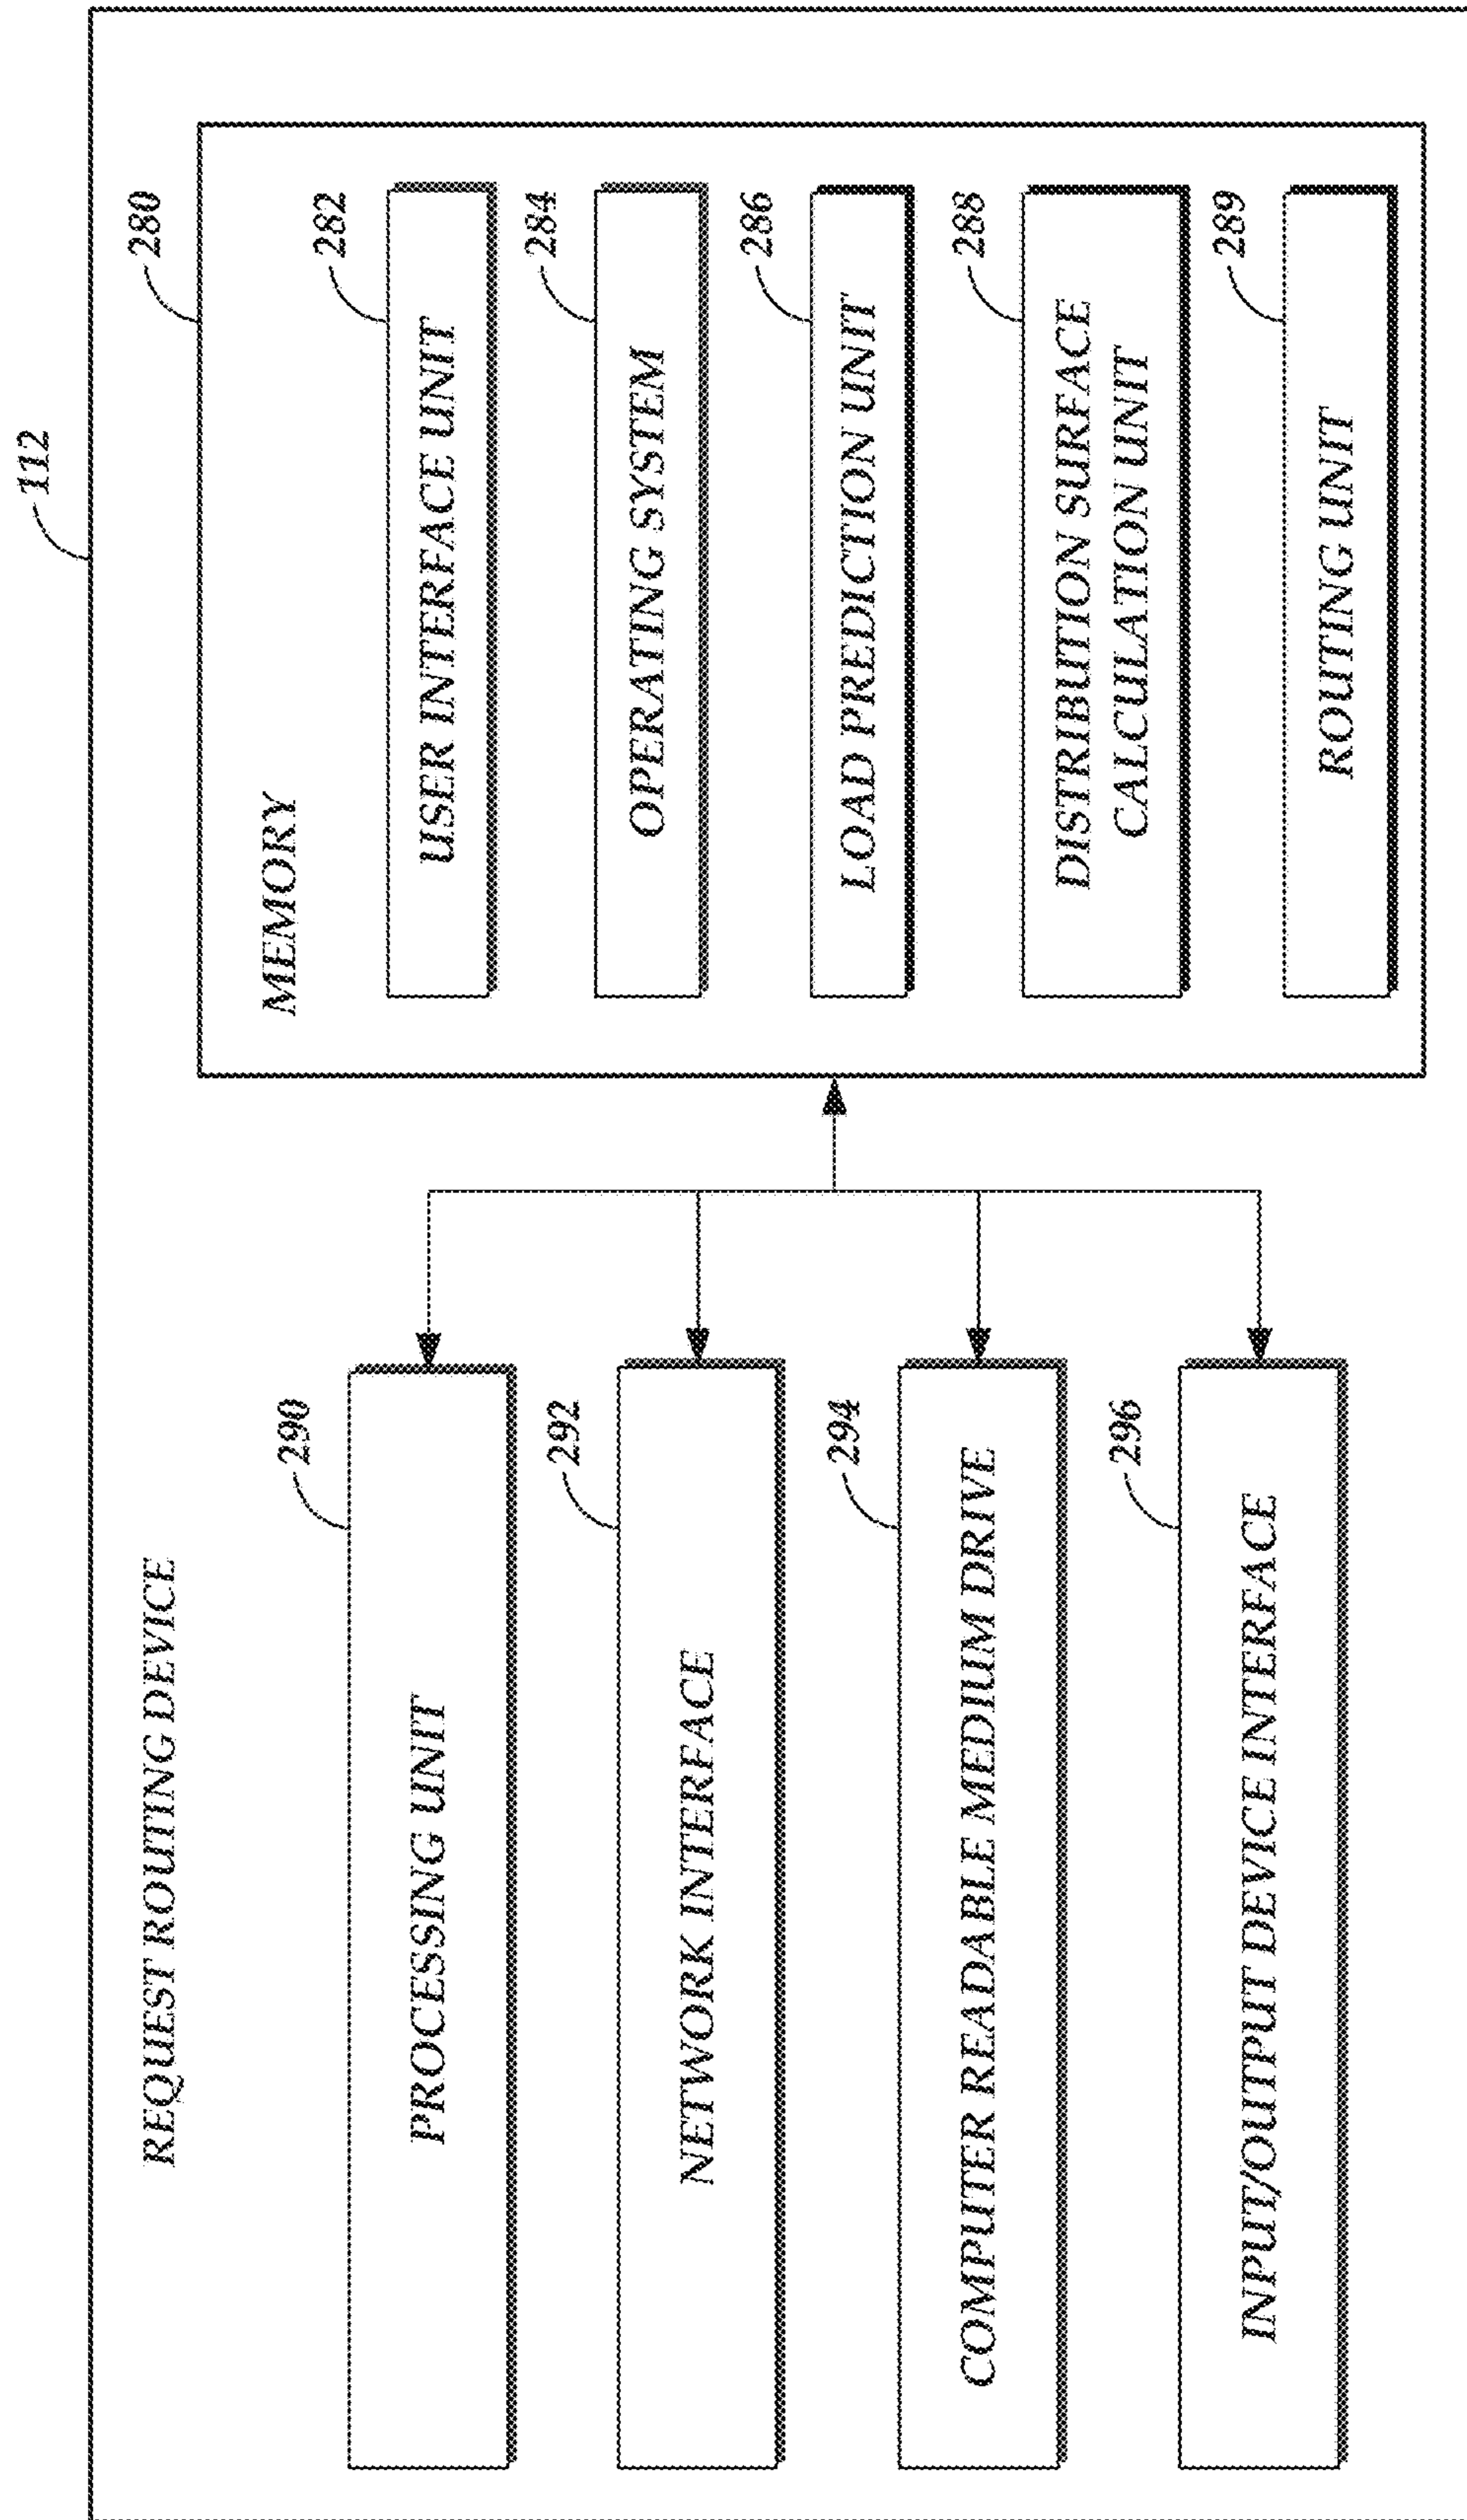 112
REQUEST ROUTING DEVICE
290
PROCESSING UNIT
292
NETWORK INTERFACE
294
COMPUTER READABLE MEDIUM DRIVE
296
INPUT/OUTPUT DEVICE INTERFACE
280
MEMORY
282
USER INTERFACE UNIT
284
OPERATING SYSTEM
286
LOAD PREDICTION UNIT
288
DISTRIBUTION SURFACE
CALCULATION UNIT
289
ROUTING UNIT